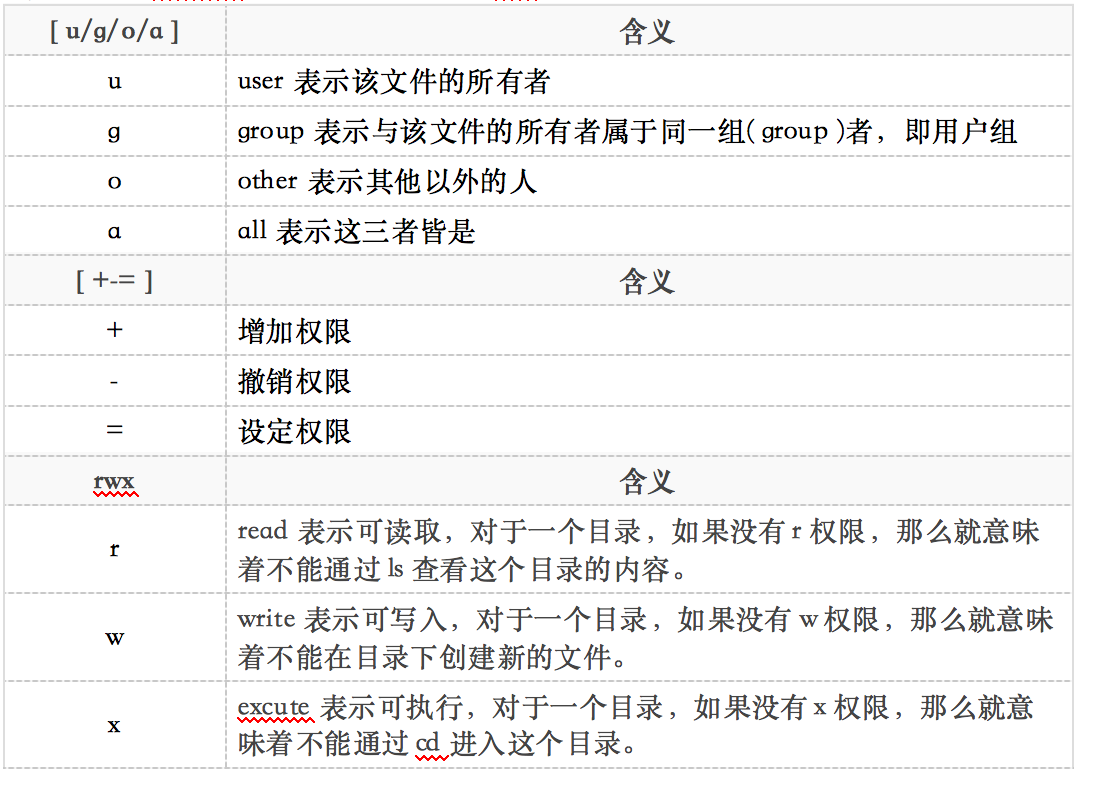 [ u/g/o/a ] 含义
u user 表示该文件的所有者
g group 表示与该文件的所有者属于同一组( group )者，即用户组
o other 表示其他以外的人
a all 表示这三者皆是
[ +-= ] 含义
+ 增加权限
- 撤销权限
= 设定权限
rwx 含义
r read 表示可读取，对于一个目录，如果没有 r 权限，那么就意味
着不能通过 ls 查看这个目录的内容。
w write 表示可写入，对于一个目录，如果没有 w 权限，那么就意味
着不能在目录下创建新的文件。
x excute 表示可执行，对于一个目录，如果没有 x 权限，那么就意
味着不能通过 cd 进入这个目录。